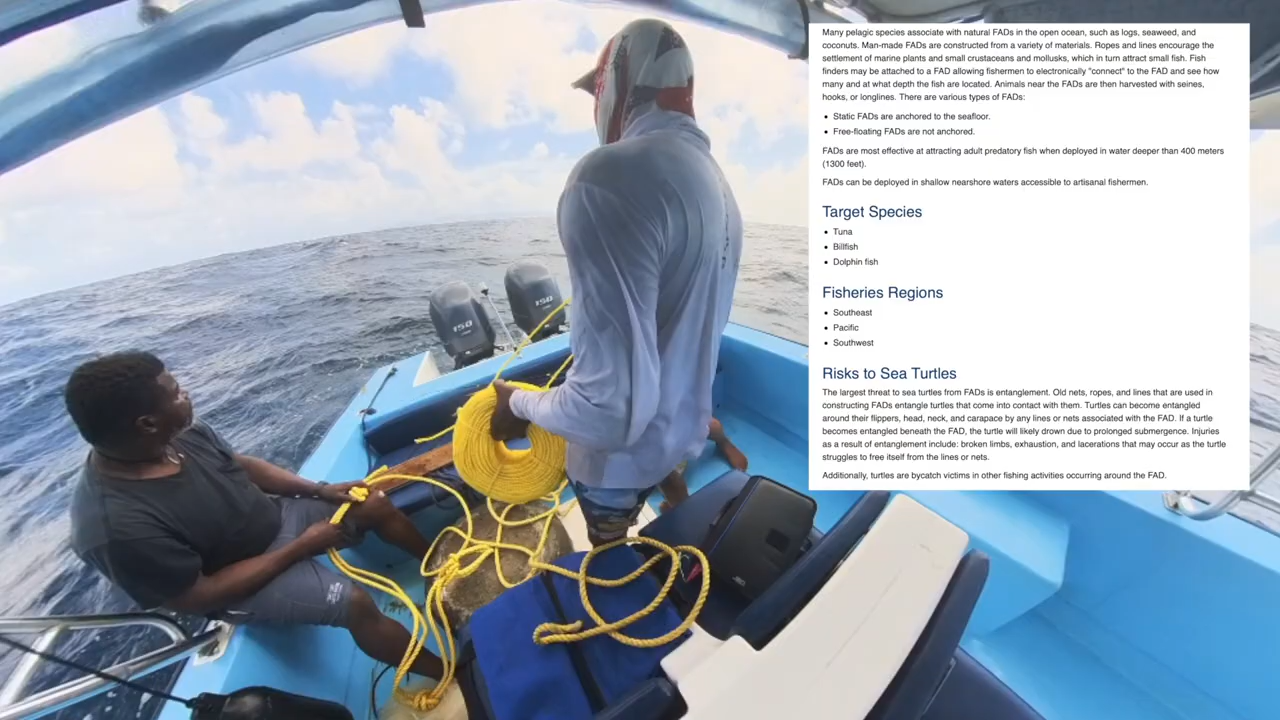 Many pelagic species associate with natural FADs in the open ocean, such as logs, seaweed, and
coconuts. Man-made FADs are constructed from a variety of materials. Ropes and lines encourage the
settlement of marine plants and small crustaceans and mollusks, which in turn attract small fish. Fish
finders may be attached to a FAD allowing fishermen to electronically "connect" to the FAD and see how
many and at what depth the fish are located. Animals near the FADs are then harvested with seines,
hooks, or longlines. There are various types of FADs:
• Static FADs are anchored to the seafloor.
• Free-floating FADs are not anchored.
FADs are most effective at attracting adult predatory fish when deployed in water deeper than 400 meters
(1300 feet).
FADs can be deployed in shallow nearshore waters accessible to artisanal fishermen.
Target Species
• Tuna
• Billfish
• Dolphin fish
Fisheries Regions
• Southeast
• Pacific
• Southwest
Risks to Sea Turtles
The largest threat to sea turtles from FADs is entanglement. Old nets, ropes, and lines that are used in
constructing FADs entangle turtles that come into contact with them. Turtles can become entangled
around their flippers, head, neck, and carapace by any lines or nets associated with the FAD. If a turtle
becomes entangled beneath the FAD, the turtle will likely drown due to prolonged submergence. Injuries
as a result of entanglement include: broken limbs, exhaustion, and lacerations that may occur as the turtle
struggles to free itself from the lines or nets.
Additionally, turtles are bycatch victims in other fishing activities occurring around the FAD.
150
150